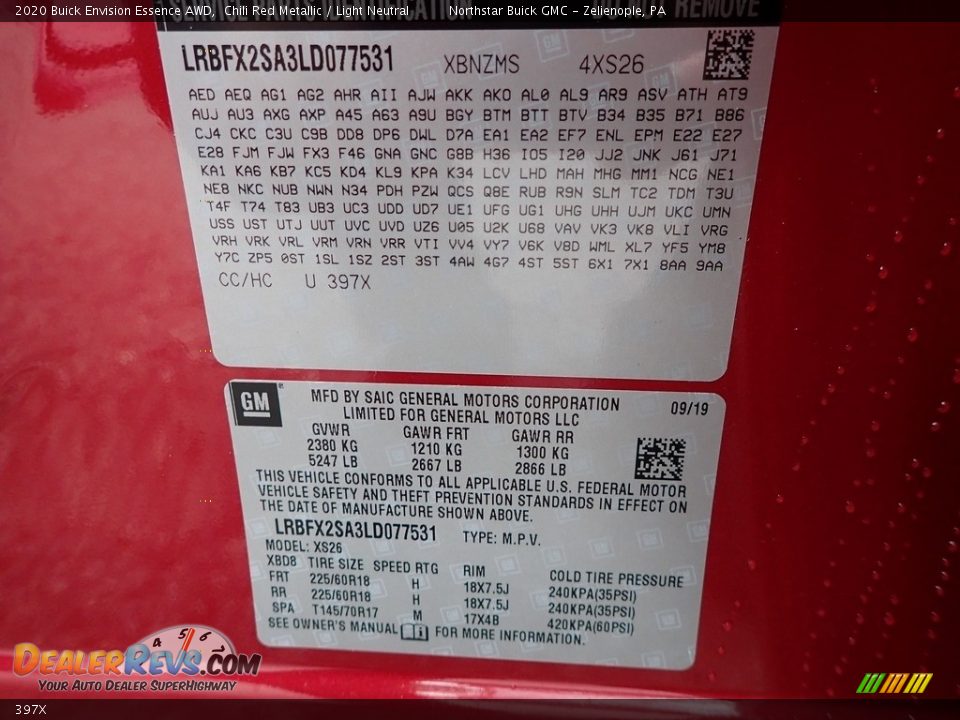 2020 Buick Envision Essence AWD, Chili Red Metallic / Light Neutral Northstar Buick GMC – Zelienople, PA
REMOVE
LRBFX2SA3LD077531 XBNZMS 4XS26
AED AEQ AG1 AG2 AHR AII AJW AKK AKO AL0 AL9 AR9 ASV ATH AT9
AUJ AU3 AXG AXP A45 A63 A9U BGY BTM BTT BTV B34 B35 B71 B86
CJ4 CKC C3U C9B DD8 DP6 DWL D7A EA1 EA2 EF7 ENL EPM E22 E27
E28 FJM FJW FX3 F46 GNA GNC G8B H36 IO5 I20 JJ2 JNK J61 J71
KA1 KA6 KB7 KC5 KD4 KL9 KPA K34 LCV LHD MAH MHG MM1 NCG NE1
NE8 NKC NUB NWN N34 PDH PZW QCS Q8E RUB R9N SLM TC2 TDM T3U
T4F T74 T83 UB3 UC3 UDD UD7 UE1 UFG UG1 UHG UHH UJM UKC UMN
USS UST UTJ UUT UVC UVD UZ6 U05 U2K U68 VAV VK3 VK8 VLI VRG
VRH VRK VRL VRM VRN VRR VTI VV4 VY7 V6K V8D WML XL7 YF5 YM8
Y7C ZP5 0ST 1SL 1SZ 2ST 3ST 4AW 4G7 4ST 5ST 6X1 7X1 8AA 9AA
CC/HC U 397X
GM
MFD BY SAIC GENERAL MOTORS CORPORATION 09/19
LIMITED FOR GENERAL MOTORS LLC
GVWR GAWR FRT GAWR RR
2380 KG 1210 KG 1300 KG
5247 LB 2667 LB 2866 LB
THIS VEHICLE CONFORMS TO ALL APPLICABLE U.S. FEDERAL MOTOR
VEHICLE SAFETY AND THEFT PREVENTION STANDARDS IN EFFECT ON
THE DATE OF MANUFACTURE SHOWN ABOVE.
LRBFX2SA3LD077531 TYPE: M.P.V.
MODEL: XS26
XBD8 TIRE SIZE SPEED RTG RIM COLD TIRE PRESSURE
FRT 225/60R18 H 18X7.5J 240KPA(35PSI)
RR 225/60R18 H 18X7.5J 240KPA(35PSI)
SPA T145/70R17 M 17X4B 420KPA(60PSI)
SEE OWNER'S MANUAL FOR MORE INFORMATION.
4 5 6
DEALERREVS.COM
YOUR AUTO DEALER SUPERHIGHWAY
397X